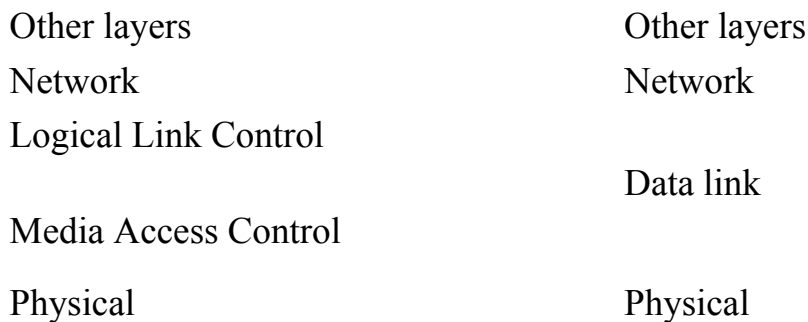 Other layers Other layers
Network Network
Logical Link Control
Data link
Media Access Control
Physical Physical